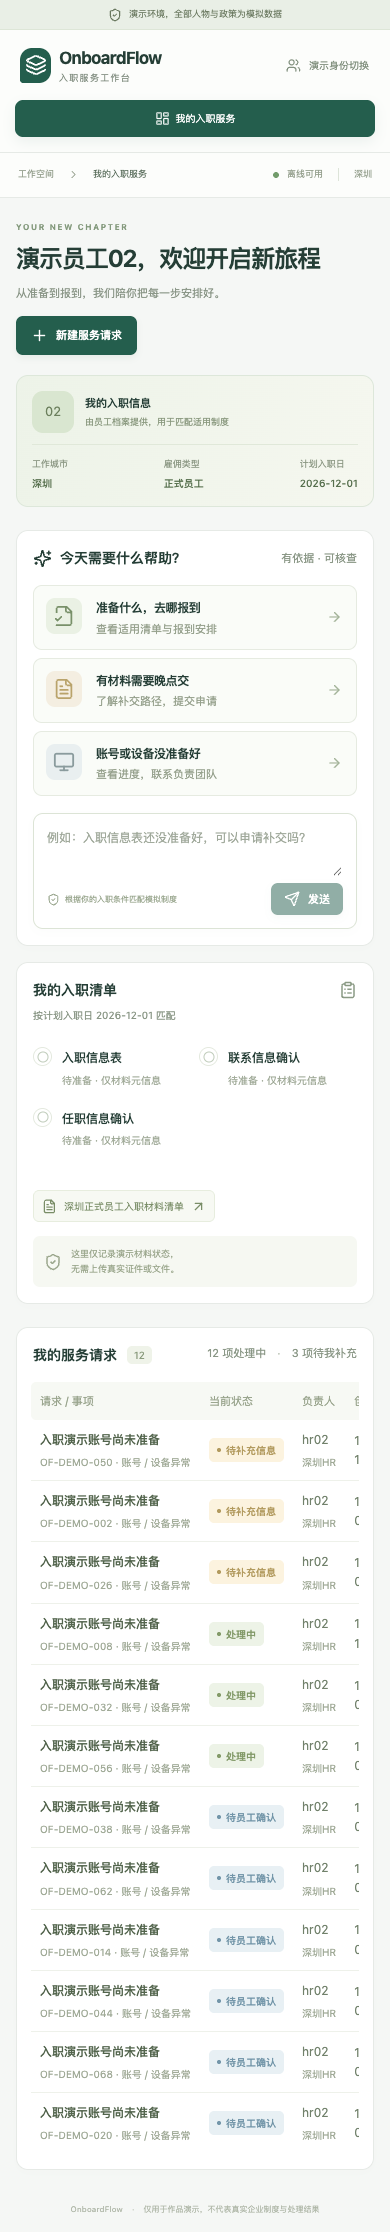 演示环境，全部人物与政策为模拟数据
OnboardFlow
入职服务工作台
演示身份切换
我的入职服务
工作空间 > 我的入职服务
离线可用 深圳
YOUR NEW CHAPTER
演示员工02，欢迎开启新旅程
从准备到报到，我们陪你把每一步安排好。
新建服务请求
02 我的入职信息
由员工档案提供，用于匹配适用制度
工作城市 雇佣类型 计划入职日
深圳 正式员工 2026-12-01
今天需要什么帮助？ 有依据 · 可核查
准备什么，去哪报到
查看适用清单与报到安排
有材料需要晚点交
了解补交路径，提交申请
账号或设备没准备好
查看进度，联系负责团队
例如：入职信息表还没准备好，可以申请补交吗？
根据你的入职条件匹配模拟制度
发送
我的入职清单
按计划入职日 2026-12-01 匹配
入职信息表 联系信息确认
待准备 · 仅材料元信息 待准备 · 仅材料元信息
任职信息确认
待准备 · 仅材料元信息
深圳正式员工入职材料清单
这里仅记录演示材料状态，
无需上传真实证件或文件。
我的服务请求 12 12 项处理中 · 3 项待我补充
请求 / 事项 当前状态 负责人
入职演示账号尚未准备 待补充信息 hr02
OF-DEMO-050 · 账号 / 设备异常 深圳HR
入职演示账号尚未准备 待补充信息 hr02
OF-DEMO-002 · 账号 / 设备异常 深圳HR
入职演示账号尚未准备 待补充信息 hr02
OF-DEMO-026 · 账号 / 设备异常 深圳HR
入职演示账号尚未准备 处理中 hr02
OF-DEMO-008 · 账号 / 设备异常 深圳HR
入职演示账号尚未准备 处理中 hr02
OF-DEMO-032 · 账号 / 设备异常 深圳HR
入职演示账号尚未准备 处理中 hr02
OF-DEMO-056 · 账号 / 设备异常 深圳HR
入职演示账号尚未准备 待员工确认 hr02
OF-DEMO-038 · 账号 / 设备异常 深圳HR
入职演示账号尚未准备 待员工确认 hr02
OF-DEMO-062 · 账号 / 设备异常 深圳HR
入职演示账号尚未准备 待员工确认 hr02
OF-DEMO-014 · 账号 / 设备异常 深圳HR
入职演示账号尚未准备 待员工确认 hr02
OF-DEMO-044 · 账号 / 设备异常 深圳HR
入职演示账号尚未准备 待员工确认 hr02
OF-DEMO-068 · 账号 / 设备异常 深圳HR
入职演示账号尚未准备 待员工确认 hr02
OF-DEMO-020 · 账号 / 设备异常 深圳HR
OnboardFlow · 仅用于作品演示，不代表真实企业制度与处理结果